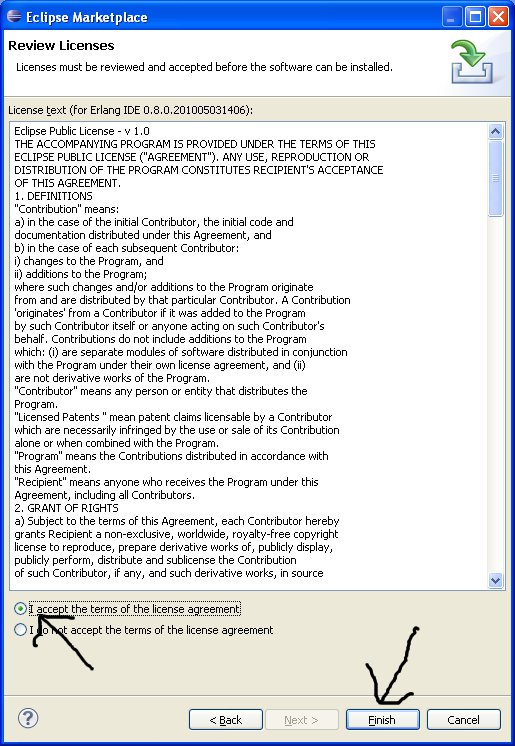 Eclipse Marketplace
Review Licenses
Licenses must be reviewed and accepted before the software can be installed.
License text (for Erlang IDE 0.8.0.201005031406):
Eclipse Public License - v 1.0
THE ACCOMPANYING PROGRAM IS PROVIDED UNDER THE TERMS OF THIS
ECLIPSE PUBLIC LICENSE ("AGREEMENT"). ANY USE, REPRODUCTION OR
DISTRIBUTION OF THE PROGRAM CONSTITUTES RECIPIENT'S ACCEPTANCE
OF THIS AGREEMENT.
1. DEFINITIONS
"Contribution" means:
a) in the case of the initial Contributor, the initial code and
documentation distributed under this Agreement, and
b) in the case of each subsequent Contributor:
i) changes to the Program, and
ii) additions to the Program;
where such changes and/or additions to the Program originate
from and are distributed by that particular Contributor. A Contribution
'originates' from a Contributor if it was added to the Program
by such Contributor itself or anyone acting on such Contributor's
behalf. Contributions do not include additions to the Program
which: (i) are separate modules of software distributed in conjunction
with the Program under their own license agreement, and (ii)
are not derivative works of the Program.
"Contributor" means any person or entity that distributes the
Program.
"Licensed Patents " mean patent claims licensable by a Contributor
which are necessarily infringed by the use or sale of its Contribution
alone or when combined with the Program.
"Program" means the Contributions distributed in accordance with
this Agreement.
"Recipient" means anyone who receives the Program under this
Agreement, including all Contributors.
2. GRANT OF RIGHTS
a) Subject to the terms of this Agreement, each Contributor hereby
grants Recipient a non-exclusive, worldwide, royalty-free copyright
license to reproduce, prepare derivative works of, publicly display,
publicly perform, distribute and sublicense the Contribution
of such Contributor, if any, and such derivative works, in source
I accept the terms of the license agreement
I do not accept the terms of the license agreement
? < Back Next > Finish Cancel